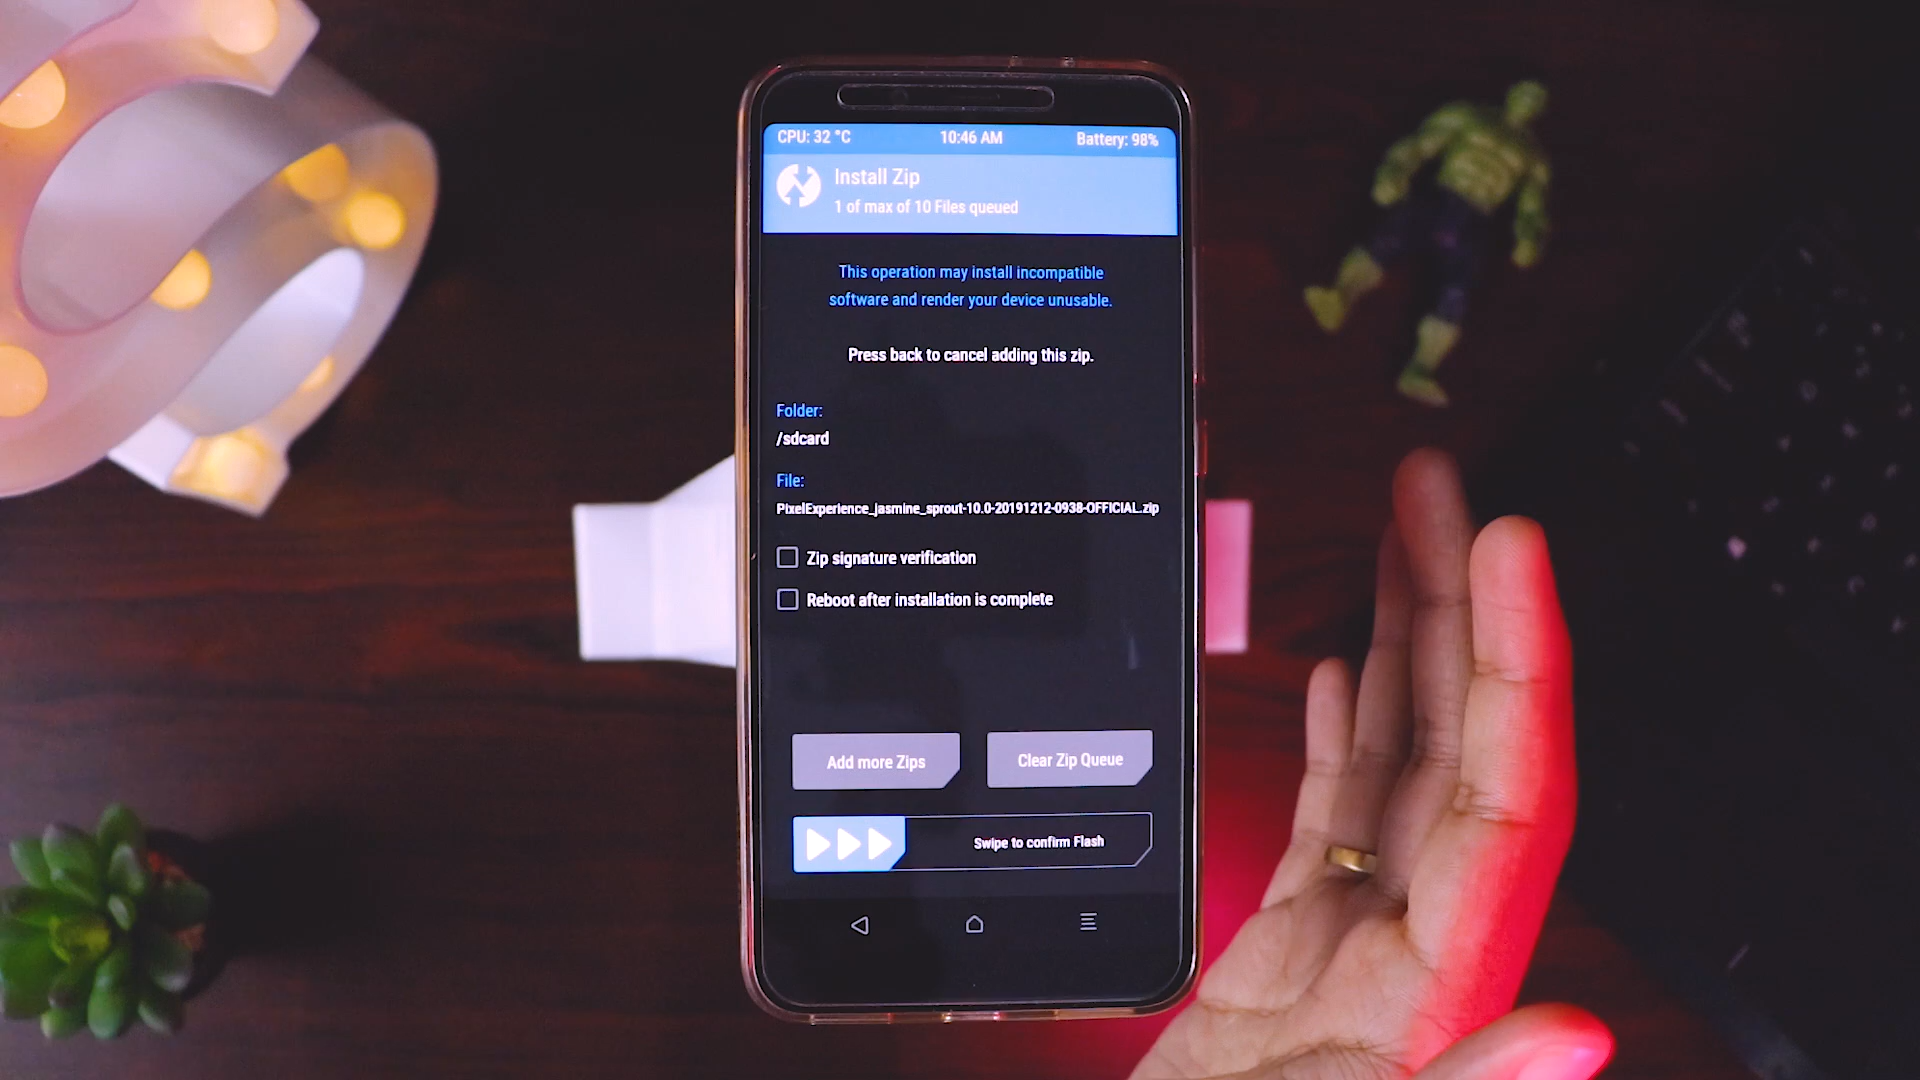 CPU: 32 °C 10:46 AM Battery: 98%
Install Zip
1 of max of 10 Files queued
This operation may install incompatible
software and render your device unusable.
Press back to cancel adding this zip.
Folder:
/sdcard
File:
PixelExperience_jasmine_sprout-10.0-20191212-0938-OFFICIAL.zip
Zip signature verification
Reboot after installation is complete
Add more Zips Clear Zip Queue
Swipe to confirm Flash